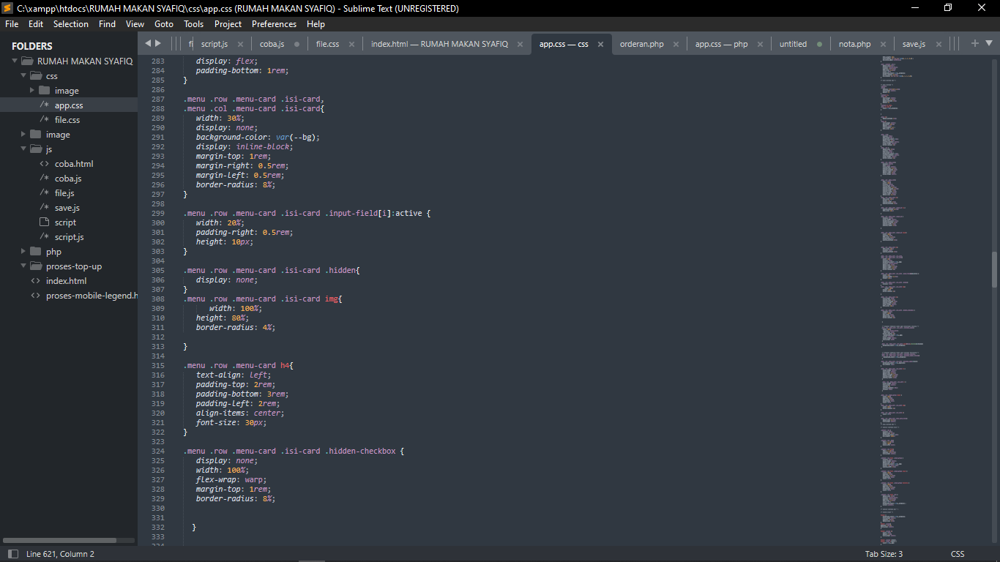 C:\xampp\htdocs\RUMAH MAKAN SYAFIQ\css\app.css (RUMAH MAKAN SYAFIQ) - Sublime Text (UNREGISTERED)
File Edit Selection Find View Goto Tools Project Preferences Help
FOLDERS
RUMAH MAKAN SYAFIQ
css
image
/* app.css
/* file.css
image
js
<> coba.html
/* coba.js
/* file.js
/* save.js
script
/* script.js
php
proses-top-up
<> index.html
<> proses-mobile-legend.h
fi script.js coba.js file.css index.html — RUMAH MAKAN SYAFIQ app.css — css orderan.php app.css — php untitled nota.php save.js
283 display: flex;
284 padding-bottom: 1rem;
285 }
286
287 .menu .row .menu-card .isi-card,
288 .menu .col .menu-card .isi-card{
289 width: 30%;
290 display: none;
291 background-color: var(--bg);
292 display: inline-block;
293 margin-top: 1rem;
294 margin-right: 0.5rem;
295 margin-left: 0.5rem;
296 border-radius: 8%;
297 }
298
299 .menu .row .menu-card .isi-card .input-field[i]:active {
300 width: 20%;
301 padding-right: 0.5rem;
302 height: 10px;
303 }
304
305 .menu .row .menu-card .isi-card .hidden{
306 display: none;
307 }
308 .menu .row .menu-card .isi-card img{
309 width: 100%;
310 height: 80%;
311 border-radius: 4%;
312
313 }
314
315 .menu .row .menu-card h4{
316 text-align: left;
317 padding-top: 2rem;
318 padding-bottom: 3rem;
319 padding-left: 2rem;
320 align-items: center;
321 font-size: 30px;
322 }
323
324 .menu .row .menu-card .isi-card .hidden-checkbox {
325 display: none;
326 width: 100%;
327 flex-wrap: warp;
328 margin-top: 1rem;
329 border-radius: 8%;
330
331
332 }
333
Line 621, Column 2
Tab Size: 3
CSS